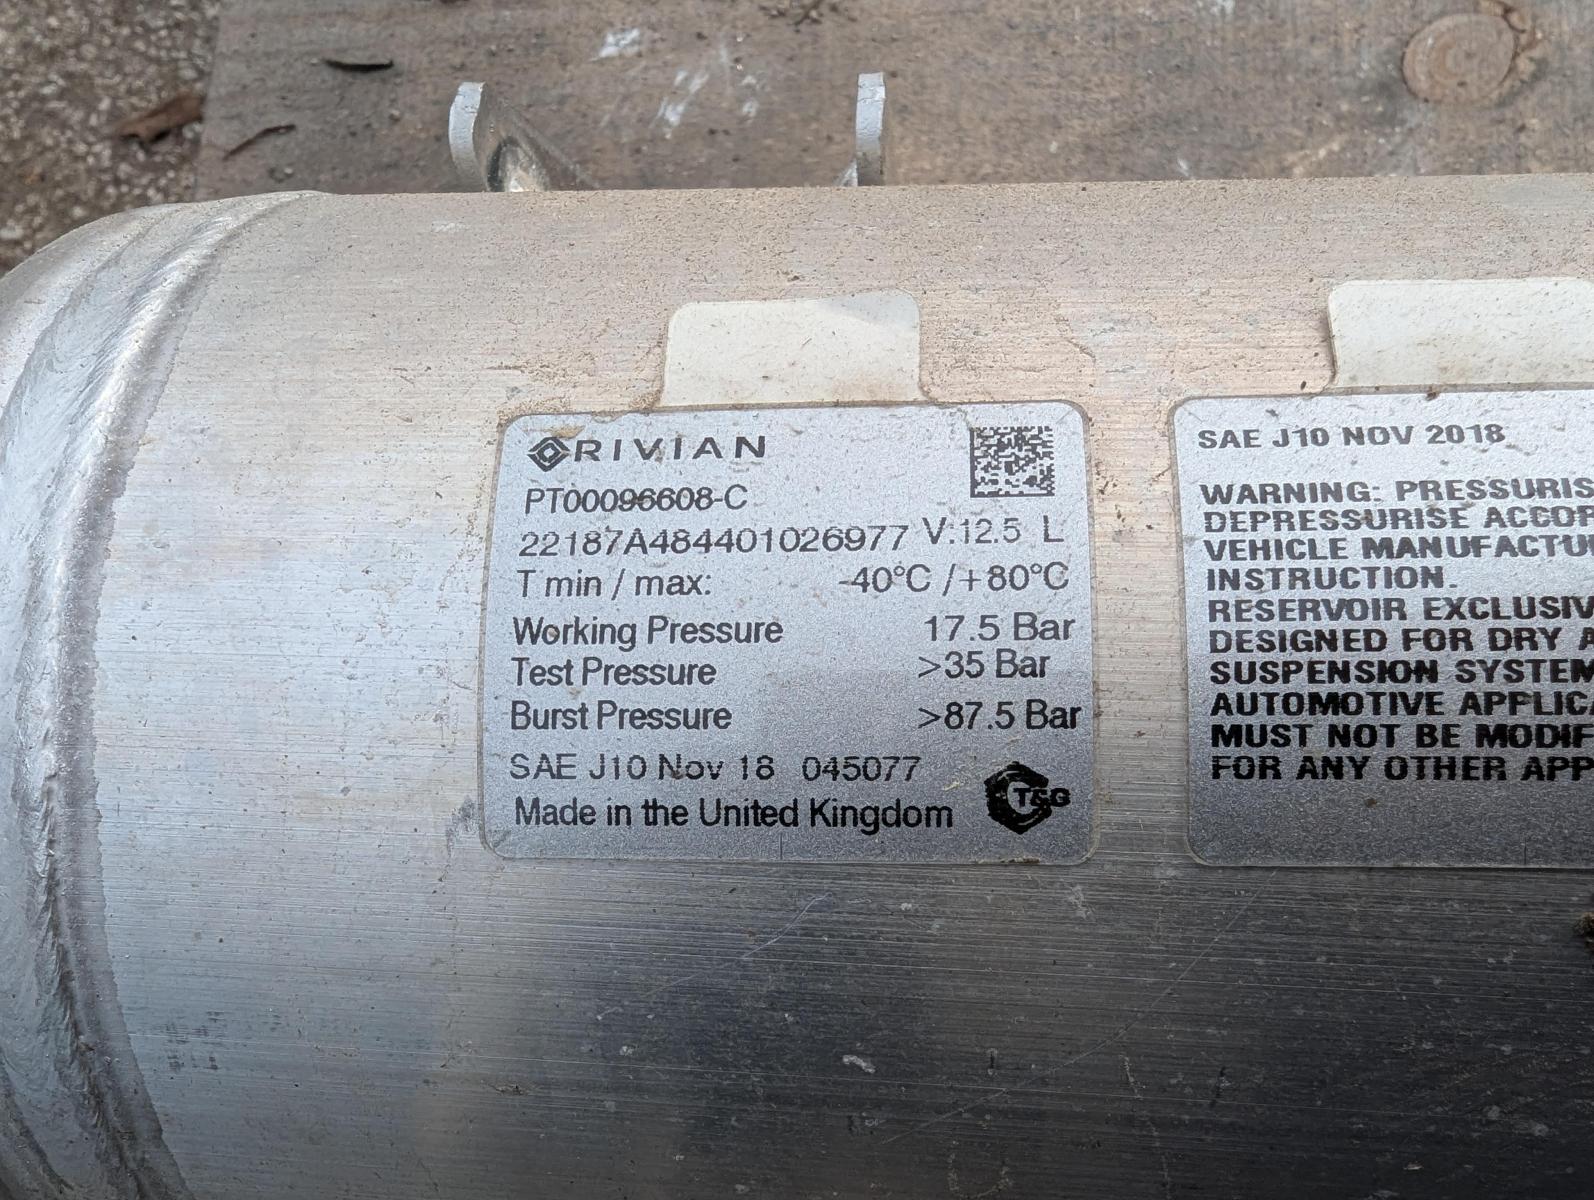 RIVIAN
PT00096608-C
22187A484401026977 V:12.5 L
T min / max: -40°C /+80°C
Working Pressure 17.5 Bar
Test Pressure >35 Bar
Burst Pressure >87.5 Bar
SAE J10 Nov 18 045077
Made in the United Kingdom
T&G
SAE J10 NOV 2018
WARNING: PRESSURIS
DEPRESSURISE ACCOR
VEHICLE MANUFACTU
INSTRUCTION.
RESERVOIR EXCLUSIV
DESIGNED FOR DRY A
SUSPENSION SYSTEM
AUTOMOTIVE APPLICA
MUST NOT BE MODIF
FOR ANY OTHER APP